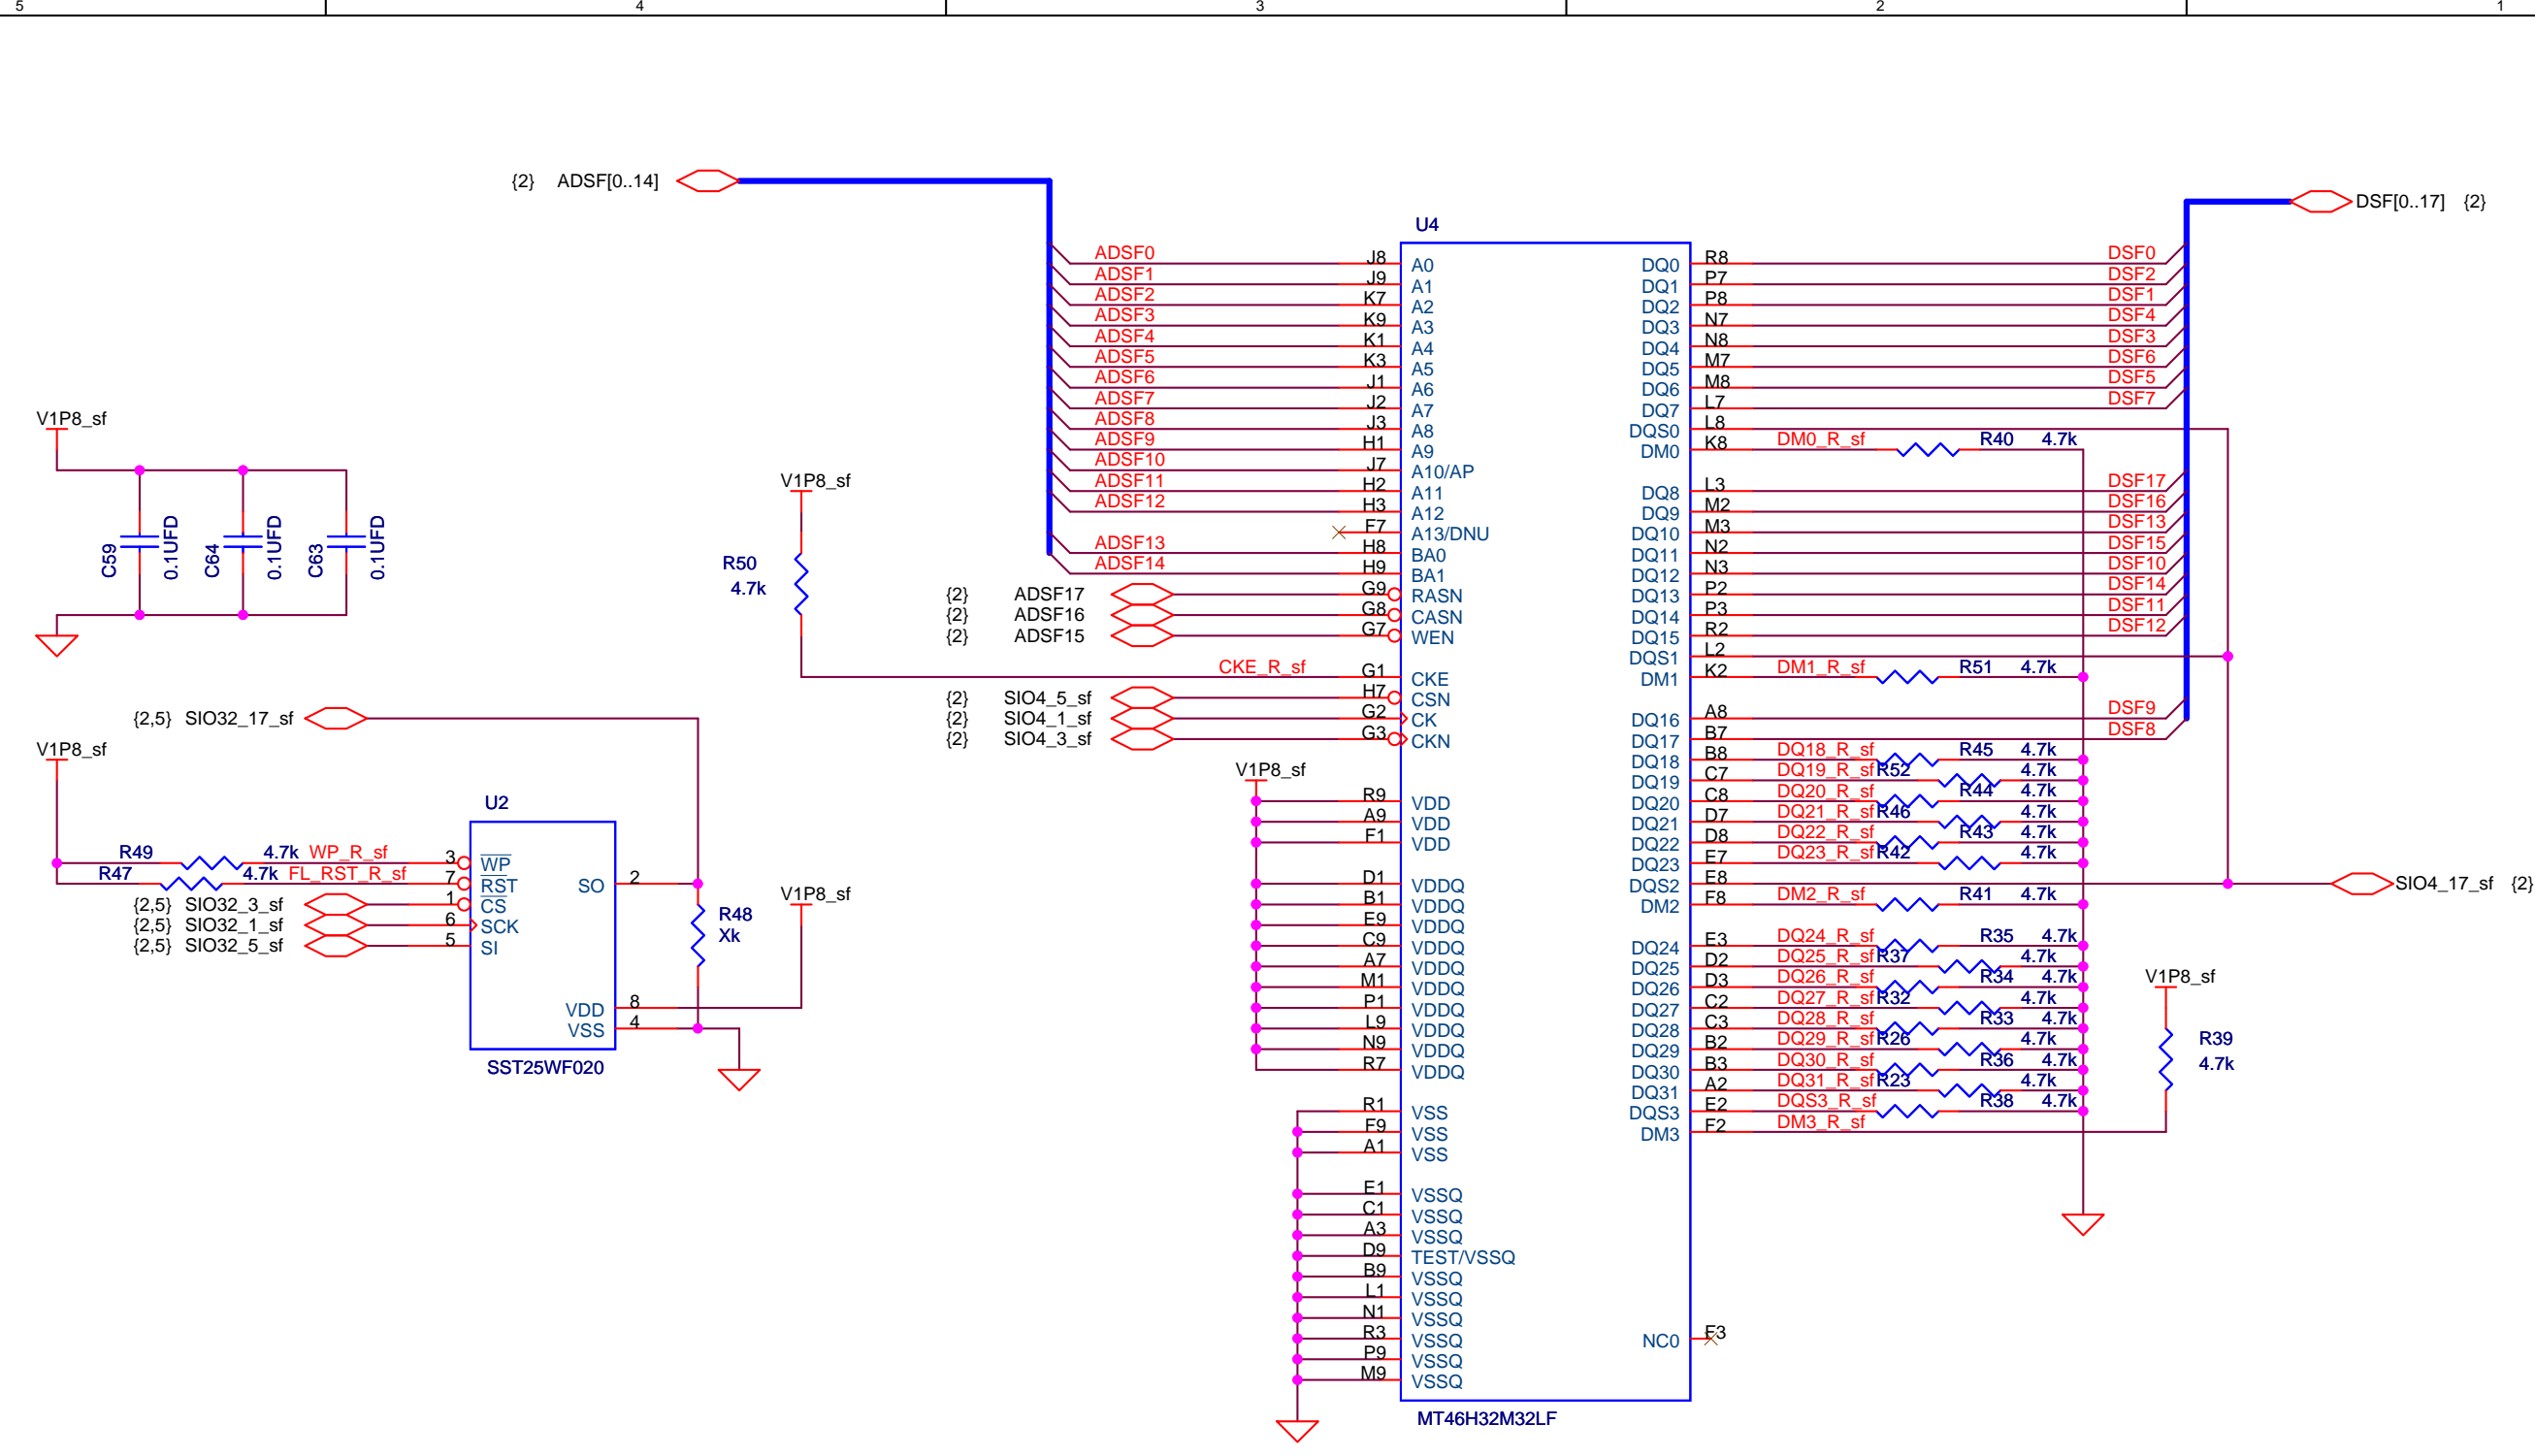 5 4 3 2 1
{2} ADSF[0..14]
DSF[0..17] {2}
U4
ADSF0 J8 A0 DQ0 R8 DSF0
ADSF1 J9 A1 DQ1 P7 DSF2
ADSF2 K7 A2 DQ2 P8 DSF1
ADSF3 K9 A3 DQ3 N7 DSF4
ADSF4 K1 A4 DQ4 N8 DSF3
ADSF5 K3 A5 DQ5 M7 DSF6
ADSF6 J1 A6 DQ6 M8 DSF5
ADSF7 J2 A7 DQ7 L7 DSF7
ADSF8 J3 A8 DQS0 L8
ADSF9 H1 A9 DM0 K8 DM0_R_sf R40 4.7k
ADSF10 J7 A10/AP
ADSF11 H2 A11 DQ8 L3 DSF17
ADSF12 H3 A12 DQ9 M2 DSF16
F7 A13/DNU DQ10 M3 DSF13
ADSF13 H8 BA0 DQ11 N2 DSF15
ADSF14 H9 BA1 DQ12 N3 DSF10
{2} ADSF17 G9 RASN DQ13 P2 DSF14
{2} ADSF16 G8 CASN DQ14 P3 DSF11
{2} ADSF15 G7 WEN DQ15 R2 DSF12
DQS1 L2
CKE_R_sf G1 CKE DM1 K2 DM1_R_sf R51 4.7k
{2} SIO4_5_sf H7 CSN
{2} SIO4_1_sf G2 CK DQ16 A8 DSF9
{2} SIO4_3_sf G3 CKN DQ17 B7 DSF8
DQ18 B8 DQ18_R_sf R45 4.7k
V1P8_sf
DQ19 C7 DQ19_R_sf R52 4.7k
R9 VDD DQ20 C8 DQ20_R_sf R44 4.7k
A9 VDD DQ21 D7 DQ21_R_sf R46 4.7k
F1 VDD DQ22 D8 DQ22_R_sf R43 4.7k
DQ23 E7 DQ23_R_sf R42 4.7k
D1 VDDQ DQS2 E8 SIO4_17_sf {2}
B1 VDDQ DM2 F8 DM2_R_sf R41 4.7k
E9 VDDQ
C9 VDDQ DQ24 E3 DQ24_R_sf R35 4.7k
A7 VDDQ DQ25 D2 DQ25_R_sf R37 4.7k
M1 VDDQ DQ26 D3 DQ26_R_sf R34 4.7k
P1 VDDQ DQ27 C2 DQ27_R_sf R32 4.7k
L9 VDDQ DQ28 C3 DQ28_R_sf R33 4.7k
N9 VDDQ DQ29 B2 DQ29_R_sf R26 4.7k
R7 VDDQ DQ30 B3 DQ30_R_sf R36 4.7k
DQ31 A2 DQ31_R_sf R23 4.7k
R1 VSS DQS3 E2 DQS3_R_sf R38 4.7k
F9 VSS DM3 F2 DM3_R_sf
A1 VSS
E1 VSSQ
C1 VSSQ
A3 VSSQ
D9 TEST/VSSQ
B9 VSSQ
L1 VSSQ
N1 VSSQ
R3 VSSQ NC0 F3
P9 VSSQ
M9 VSSQ
MT46H32M32LF
V1P8_sf
R39
4.7k
V1P8_sf
R50
4.7k
V1P8_sf
C59 0.1UFD C64 0.1UFD C63 0.1UFD
{2,5} SIO32_17_sf
V1P8_sf
U2
R49 4.7k WP_R_sf 3 WP
R47 4.7k FL_RST_R_sf 7 RST SO 2
{2,5} SIO32_3_sf 1 CS
{2,5} SIO32_1_sf 6 SCK
{2,5} SIO32_5_sf 5 SI
V1P8_sf
R48
Xk
VDD 8
VSS 4
SST25WF020